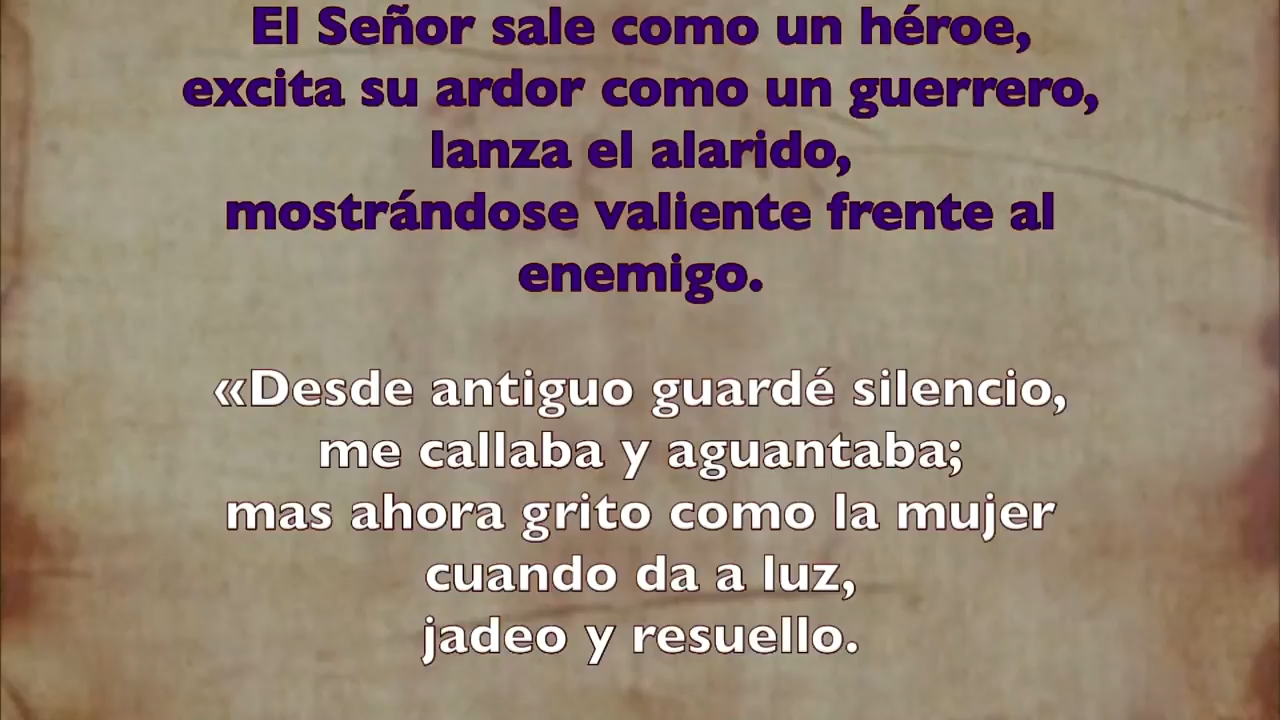 El Señor sale como un héroe,
excita su ardor como un guerrero,
lanza el alarido,
mostrándose valiente frente al
enemigo.
«Desde antiguo guardé silencio,
me callaba y aguantaba;
mas ahora grito como la mujer
cuando da a luz,
jadeo y resuello.